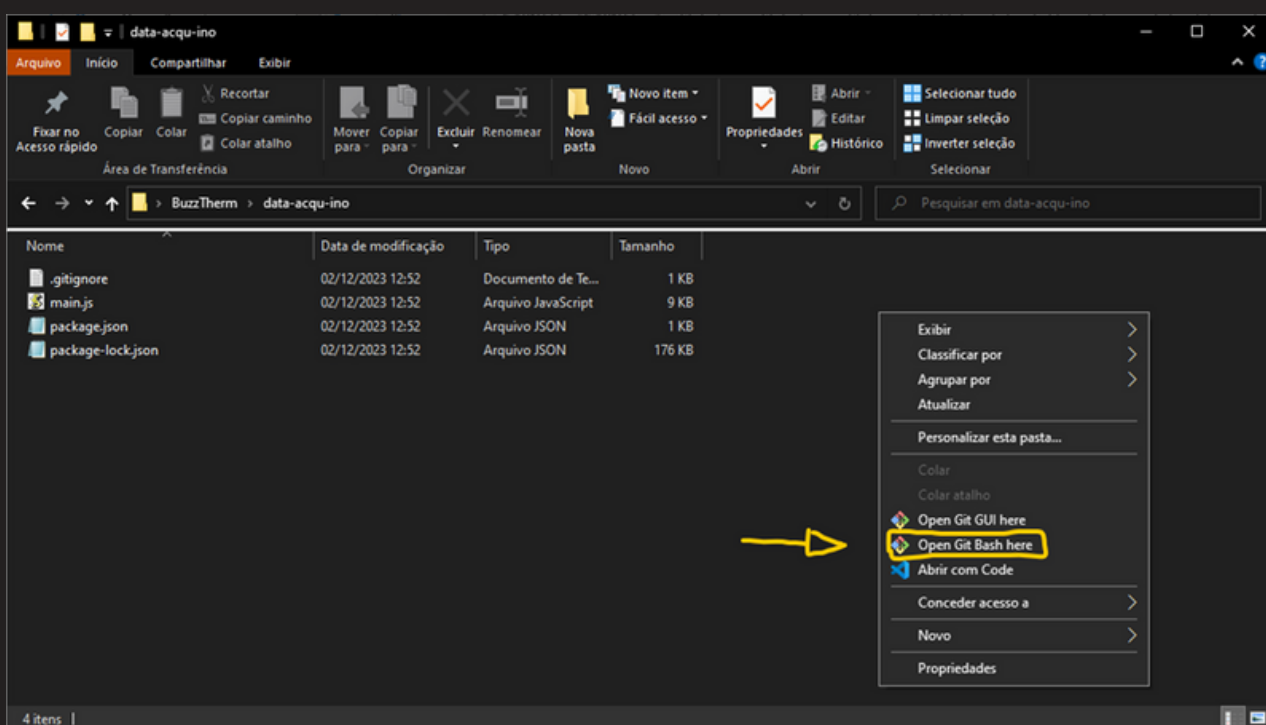 data-acqu-ino
Arquivo Início Compartilhar Exibir
Fixar no
Acesso rápido
Copiar
Colar
Recortar
Copiar caminho
Colar atalho
Área de Transferência
Mover
para
Copiar
para
Excluir
Renomear
Organizar
Nova
pasta
Novo item
Fácil acesso
Novo
Propriedades
Abrir
Editar
Histórico
Abrir
Selecionar tudo
Limpar seleção
Inverter seleção
Selecionar
BuzzTherm > data-acqu-ino
Pesquisar em data-acqu-ino
Nome Data de modificação Tipo Tamanho
.gitignore 02/12/2023 12:52 Documento de Te... 1 KB
main.js 02/12/2023 12:52 Arquivo JavaScript 9 KB
package.json 02/12/2023 12:52 Arquivo JSON 1 KB
package-lock.json 02/12/2023 12:52 Arquivo JSON 176 KB
Exibir
Classificar por
Agrupar por
Atualizar
Personalizar esta pasta...
Colar
Colar atalho
Open Git GUI here
Open Git Bash here
Abrir com Code
Conceder acesso a
Novo
Propriedades
4 itens